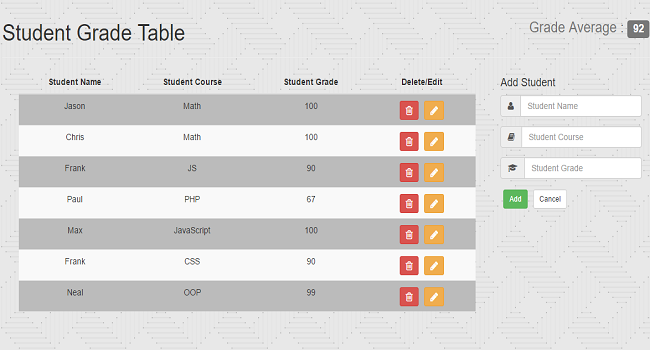 Student Grade Table
Grade Average : 92
Student Name Student Course Student Grade Delete/Edit
Jason Math 100
Chris Math 100
Frank JS 90
Paul PHP 67
Max JavaScript 100
Frank CSS 90
Neal OOP 99
Add Student
Student Name
Student Course
Student Grade
Add Cancel